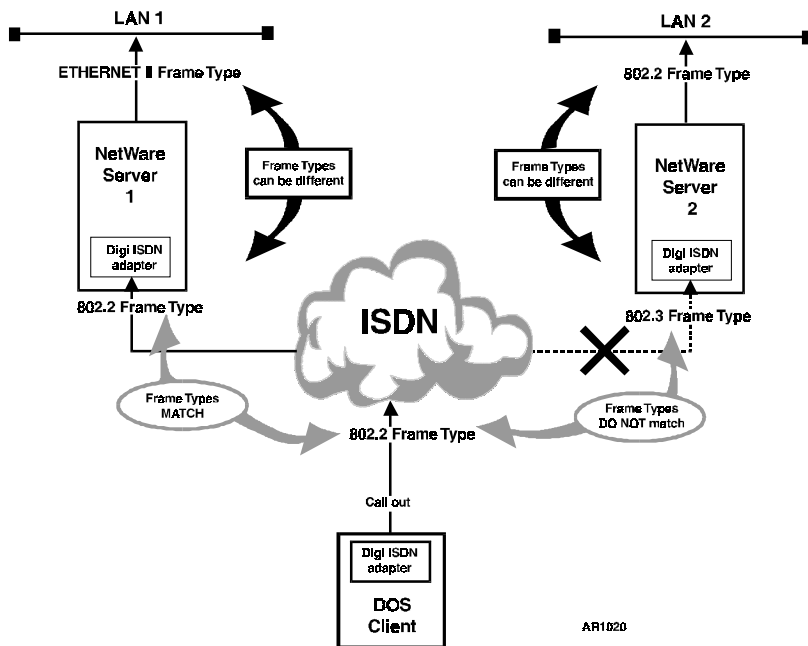 LAN 1
LAN 2
ETHERNET II Frame Type
802.2 Frame Type
NetWare
Server
1
Frame Types
can be different
Frame Types
can be different
NetWare
Server
2
Digi ISDN
adapter
Digi ISDN
adapter
802.2 Frame Type
ISDN
802.3 Frame Type
Frame Types
MATCH
Frame Types
DO NOT match
802.2 Frame Type
Call out
Digi ISDN
adapter
DOS
Client
AR1020